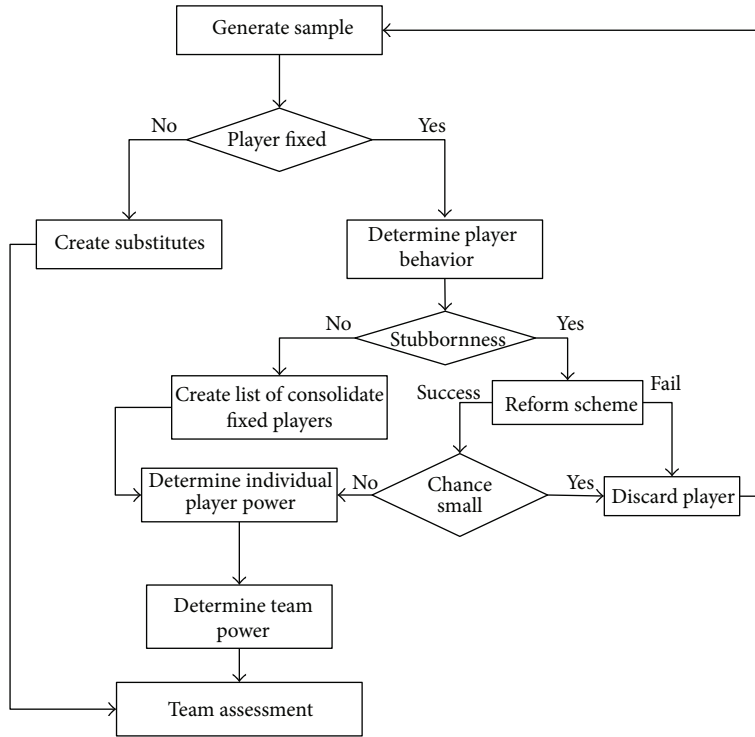 Generate sample
No
Player fixed
Yes
Create substitutes
Determine player
behavior
No
Stubbornness
Yes
Create list of consolidate
fixed players
Success
Reform scheme
Fail
Determine individual
player power
No
Chance
small
Yes
Discard player
Determine team
power
Team assessment